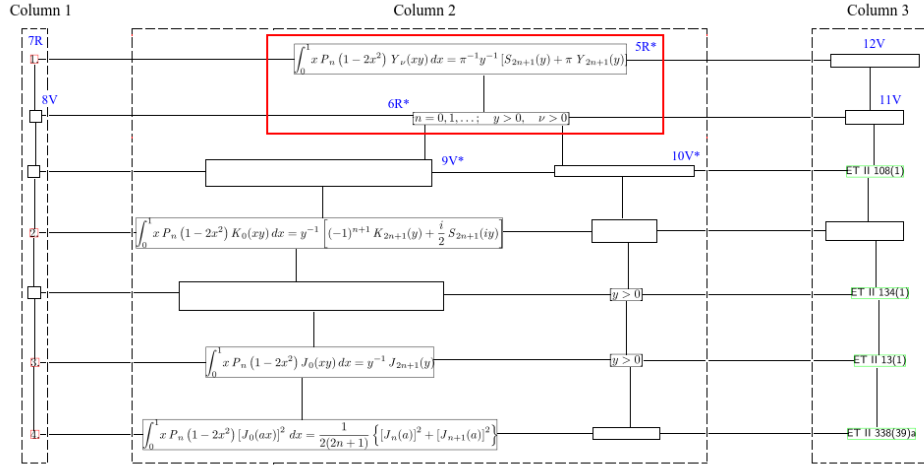 Column 1 Column 2 Column 3
7R 5R* 12V
1 ∫₀¹ x Pₙ (1 − 2x²) Y_ν(xy) dx = π⁻¹y⁻¹ [S₂ₙ₊₁(y) + π Y₂ₙ₊₁(y)]
8V 6R* 11V
n = 0, 1, . . . ; y > 0, ν > 0
9V* 10V* ET II 108(1)
2 ∫₀¹ x Pₙ (1 − 2x²) K₀(xy) dx = y⁻¹ [(−1)ⁿ⁺¹ K₂ₙ₊₁(y) + i/2 S₂ₙ₊₁(iy)]
y > 0 ET II 134(1)
3 ∫₀¹ x Pₙ (1 − 2x²) J₀(xy) dx = y⁻¹ J₂ₙ₊₁(y) y > 0 ET II 13(1)
4 ∫₀¹ x Pₙ (1 − 2x²) [J₀(ax)]² dx = 1/2(2n + 1) {[Jₙ(a)]² + [Jₙ₊₁(a)]²} ET II 338(39)a